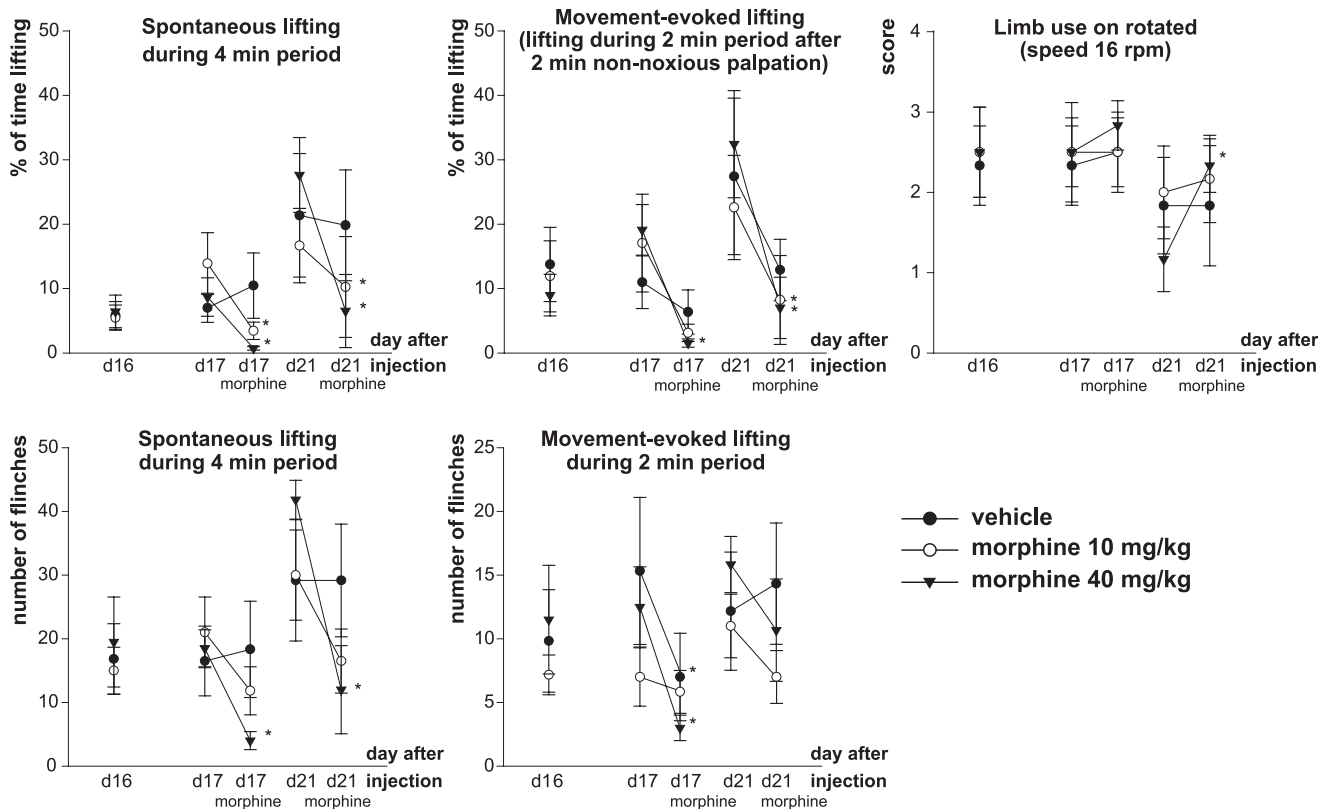 Spontaneous lifting
during 4 min period
% of time lifting
50
40
30
20
10
0
*
*
*
*
d16
d17
d17
morphine
d21
d21
morphine
day after
injection
Movement-evoked lifting
(lifting during 2 min period after
2 min non-noxious palpation)
% of time lifting
50
40
30
20
10
0
*
*
*
d16
d17
d17
morphine
d21
d21
morphine
day after
injection
Limb use on rotated
(speed 16 rpm)
score
4
3
2
1
0
*
d16
d17
d17
morphine
d21
d21
morphine
Spontaneous lifting
during 4 min period
number of flinches
50
40
30
20
10
0
*
*
d16
d17
d17
morphine
d21
d21
morphine
day after
injection
Movement-evoked lifting
during 2 min period
number of flinches
25
20
15
10
5
0
*
*
d16
d17
d17
morphine
d21
d21
morphine
day after
injection
vehicle
morphine 10 mg/kg
morphine 40 mg/kg